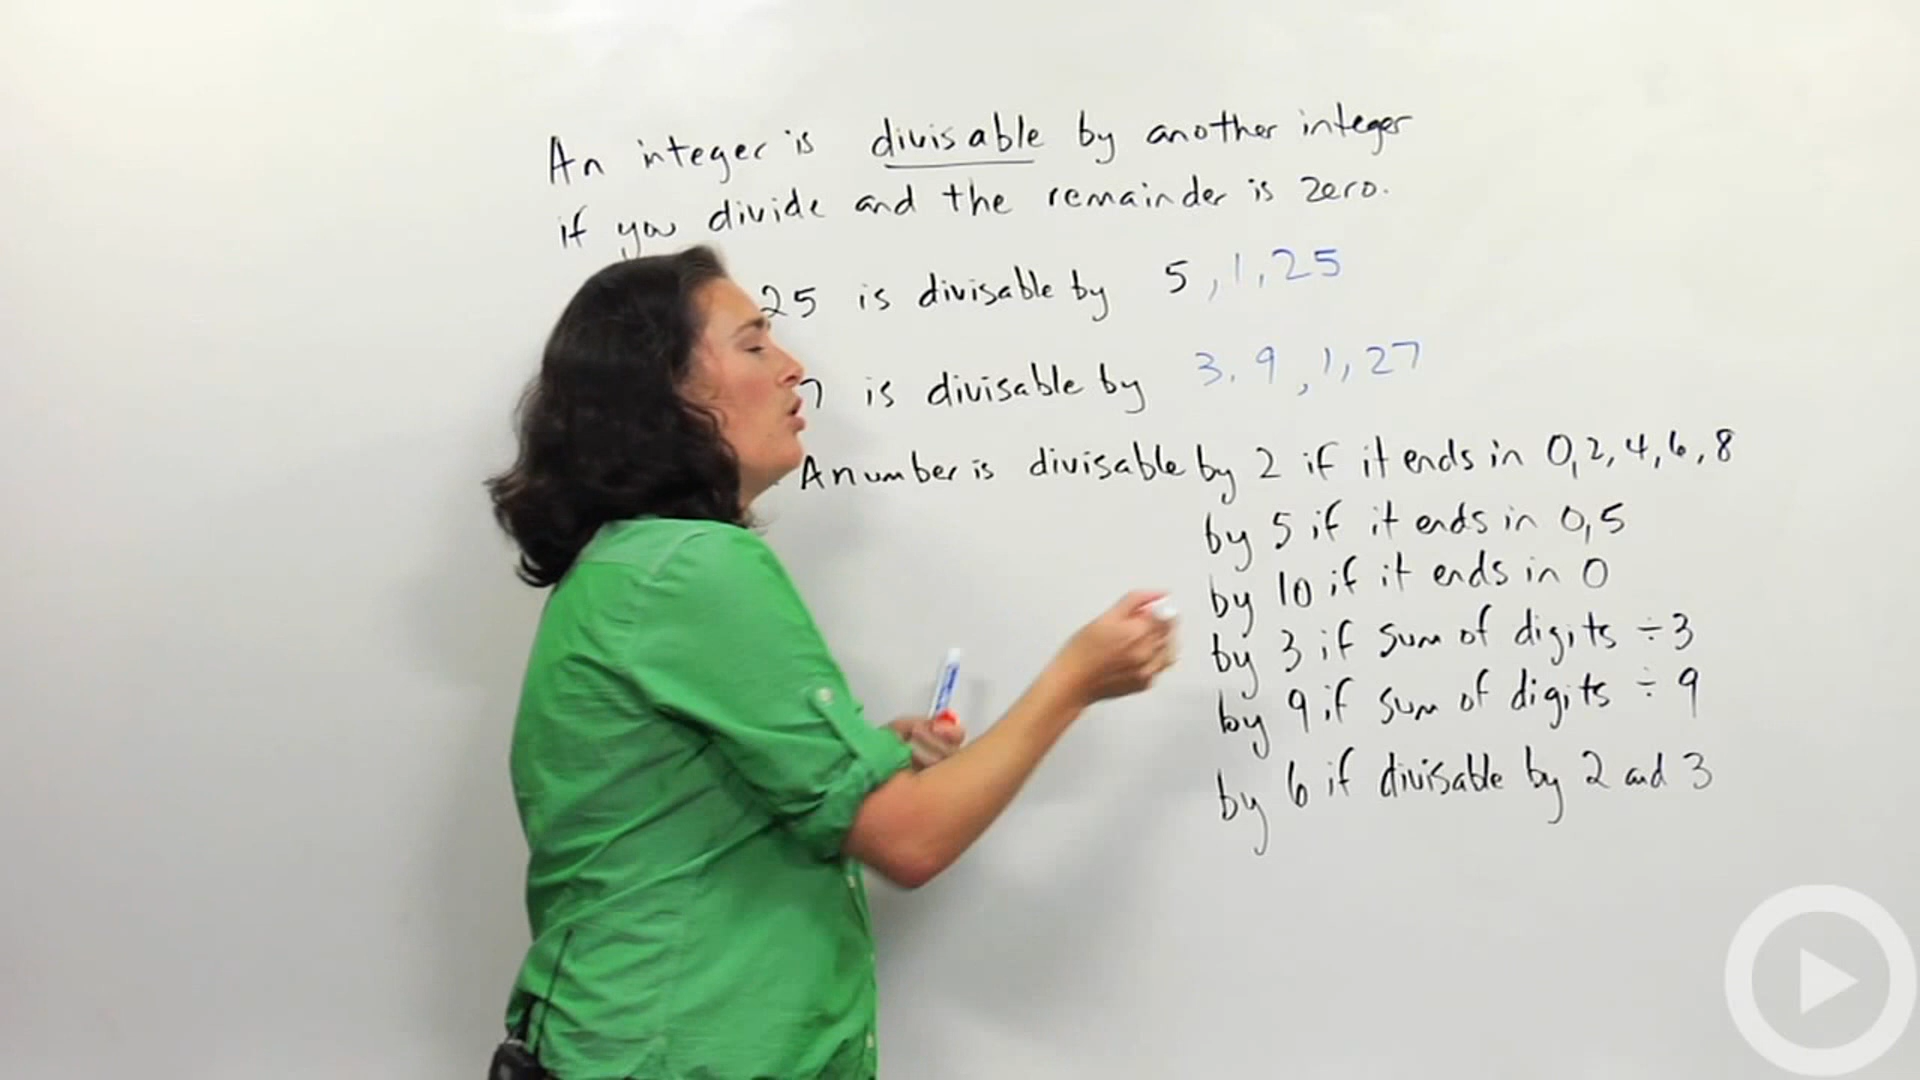 An integer is divisable by another integer
if you divide and the remainder is zero.
25 is divisable by 5, 1, 25
7 is divisable by 3, 9, 1, 27
A number is divisable by 2 if it ends in 0, 2, 4, 6, 8
by 5 if it ends in 0, 5
by 10 if it ends in 0
by 3 if sum of digits ÷ 3
by 9 if sum of digits ÷ 9
by 6 if divisable by 2 and 3